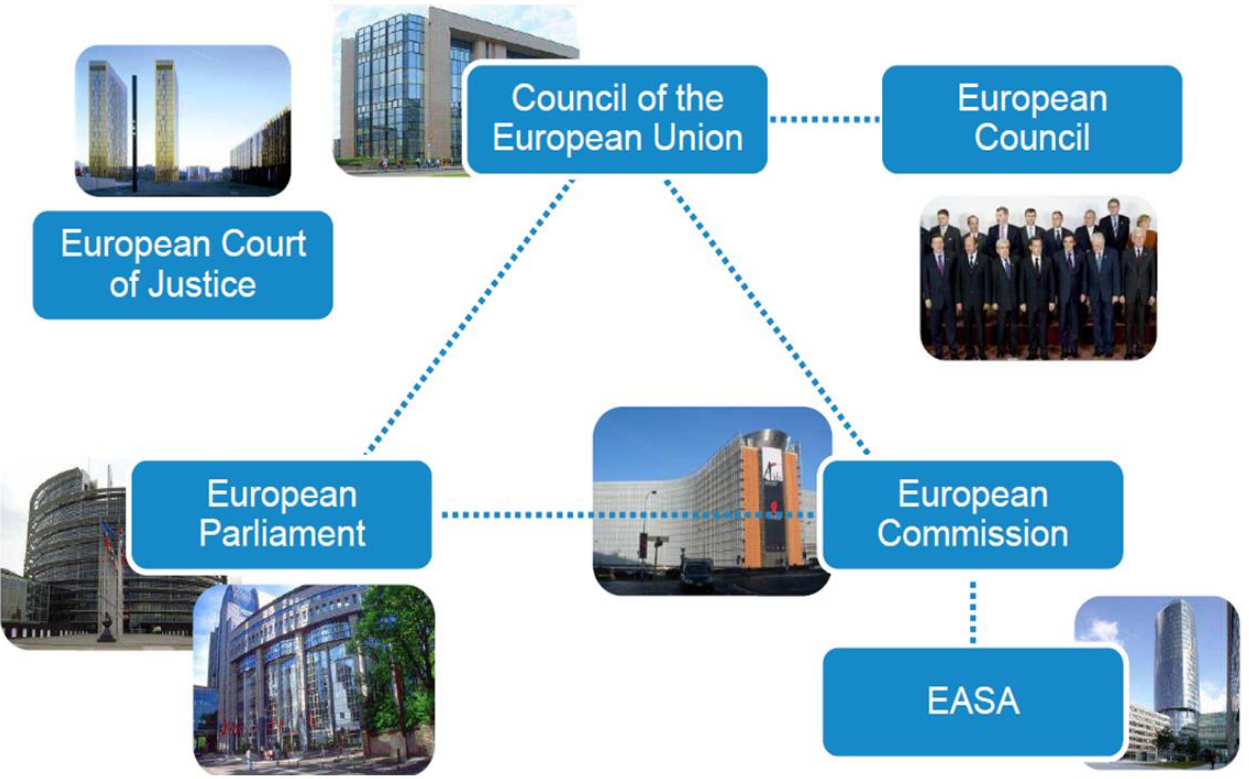 Council of the
European Union
European
Council
European Court
of Justice
European
Parliament
European
Commission
EASA